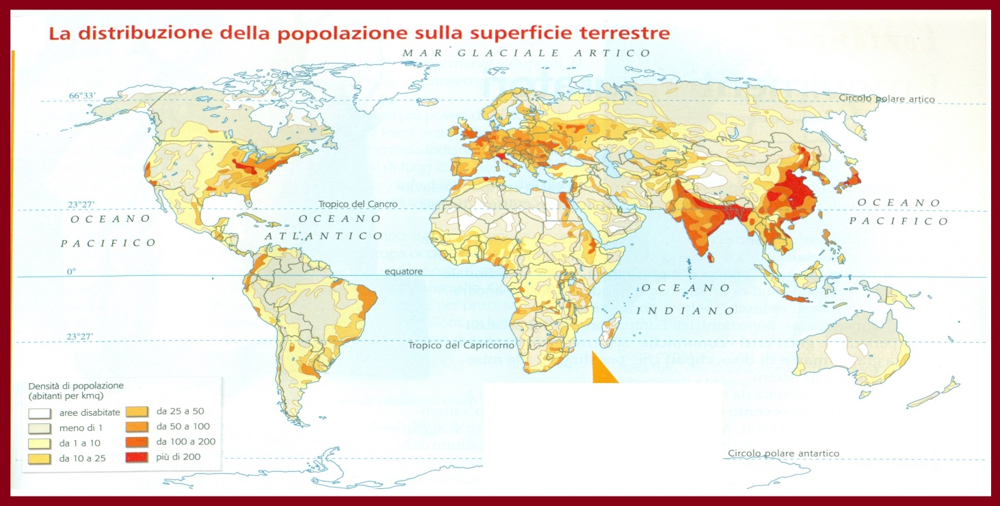 La distribuzione della popolazione sulla superficie terrestre
MAR GLACIALE ARTICO
66°33'
Circolo polare artico
23°27'
Tropico del Cancro
OCEANO
PACIFICO
OCEANO
ATLANTICO
OCEANO
PACIFICO
0°
equatore
OCEANO
INDIANO
23°27'
Tropico del Capricorno
Densità di popolazione
(abitanti per kmq)
aree disabitate
meno di 1
da 1 a 10
da 10 a 25
da 25 a 50
da 50 a 100
da 100 a 200
più di 200
Circolo polare antartico